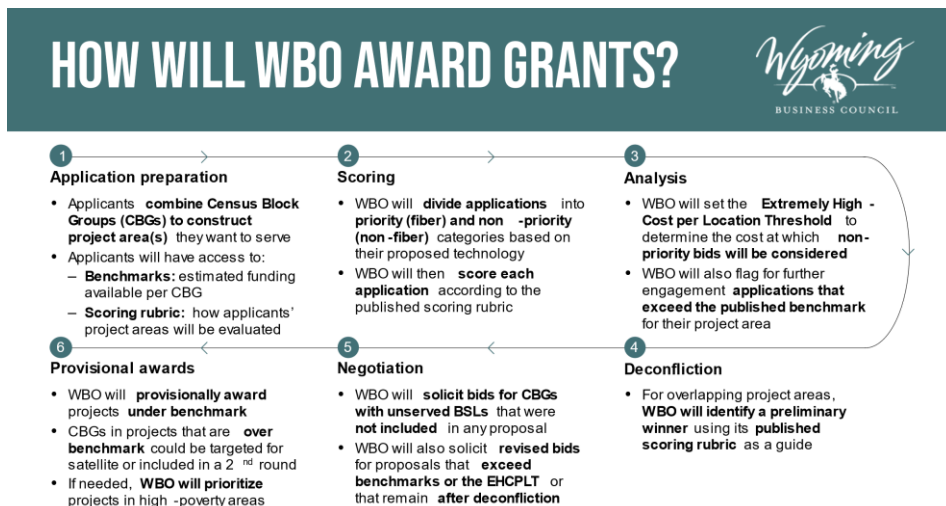 HOW WILL WBO AWARD GRANTS?
Wyoming
BUSINESS COUNCIL
1
Application preparation
• Applicants combine Census Block
Groups (CBGs) to construct
project area(s) they want to serve
• Applicants will have access to:
– Benchmarks: estimated funding
available per CBG
– Scoring rubric: how applicants'
project areas will be evaluated
2
Scoring
• WBO will divide applications into
priority (fiber) and non -priority
(non -fiber) categories based on
their proposed technology
• WBO will then score each
application according to the
published scoring rubric
3
Analysis
• WBO will set the Extremely High -
Cost per Location Threshold to
determine the cost at which non-
priority bids will be considered
• WBO will also flag for further
engagement applications that
exceed the published benchmark
for their project area
4
Deconfliction
• For overlapping project areas,
WBO will identify a preliminary
winner using its published
scoring rubric as a guide
5
Negotiation
• WBO will solicit bids for CBGs
with unserved BSLs that were
not included in any proposal
• WBO will also solicit revised bids
for proposals that exceed
benchmarks or the EHCPLT or
that remain after deconfliction
6
Provisional awards
• WBO will provisionally award
projects under benchmark
• CBGs in projects that are over
benchmark could be targeted for
satellite or included in a 2 nd round
• If needed, WBO will prioritize
projects in high -poverty areas